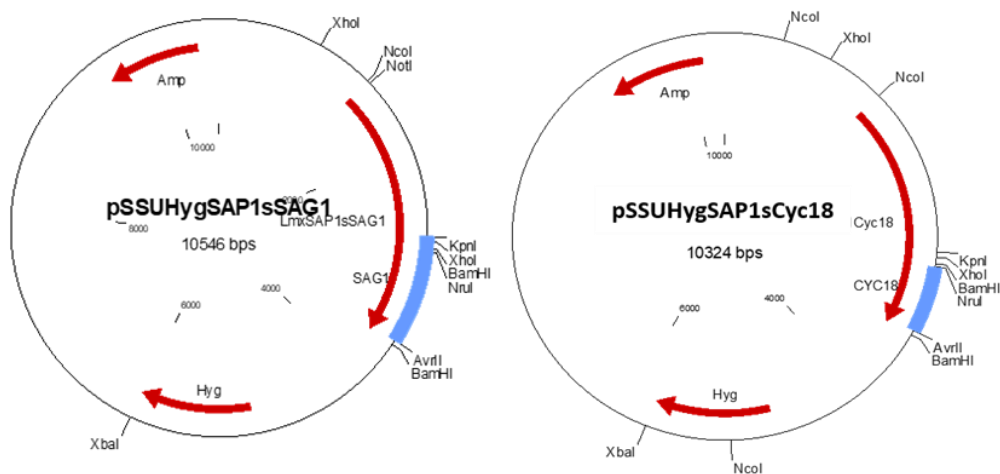 XhoI
NcoI
NotI
Amp
10000
pSSUHygSAP1sSAG1
LmxSAP1sSAG1
8000
10546 bps
SAG1
KpnI
XhoI
BamHI
NruI
4000
6000
AvrII
BamHI
Hyg
XbaI
NcoI
XhoI
NcoI
Amp
10000
pSSUHygSAP1sCyc18
Cyc18
10324 bps
CYC18
KpnI
XhoI
BamHI
NruI
4000
6000
AvrII
BamHI
Hyg
XbaI
NcoI